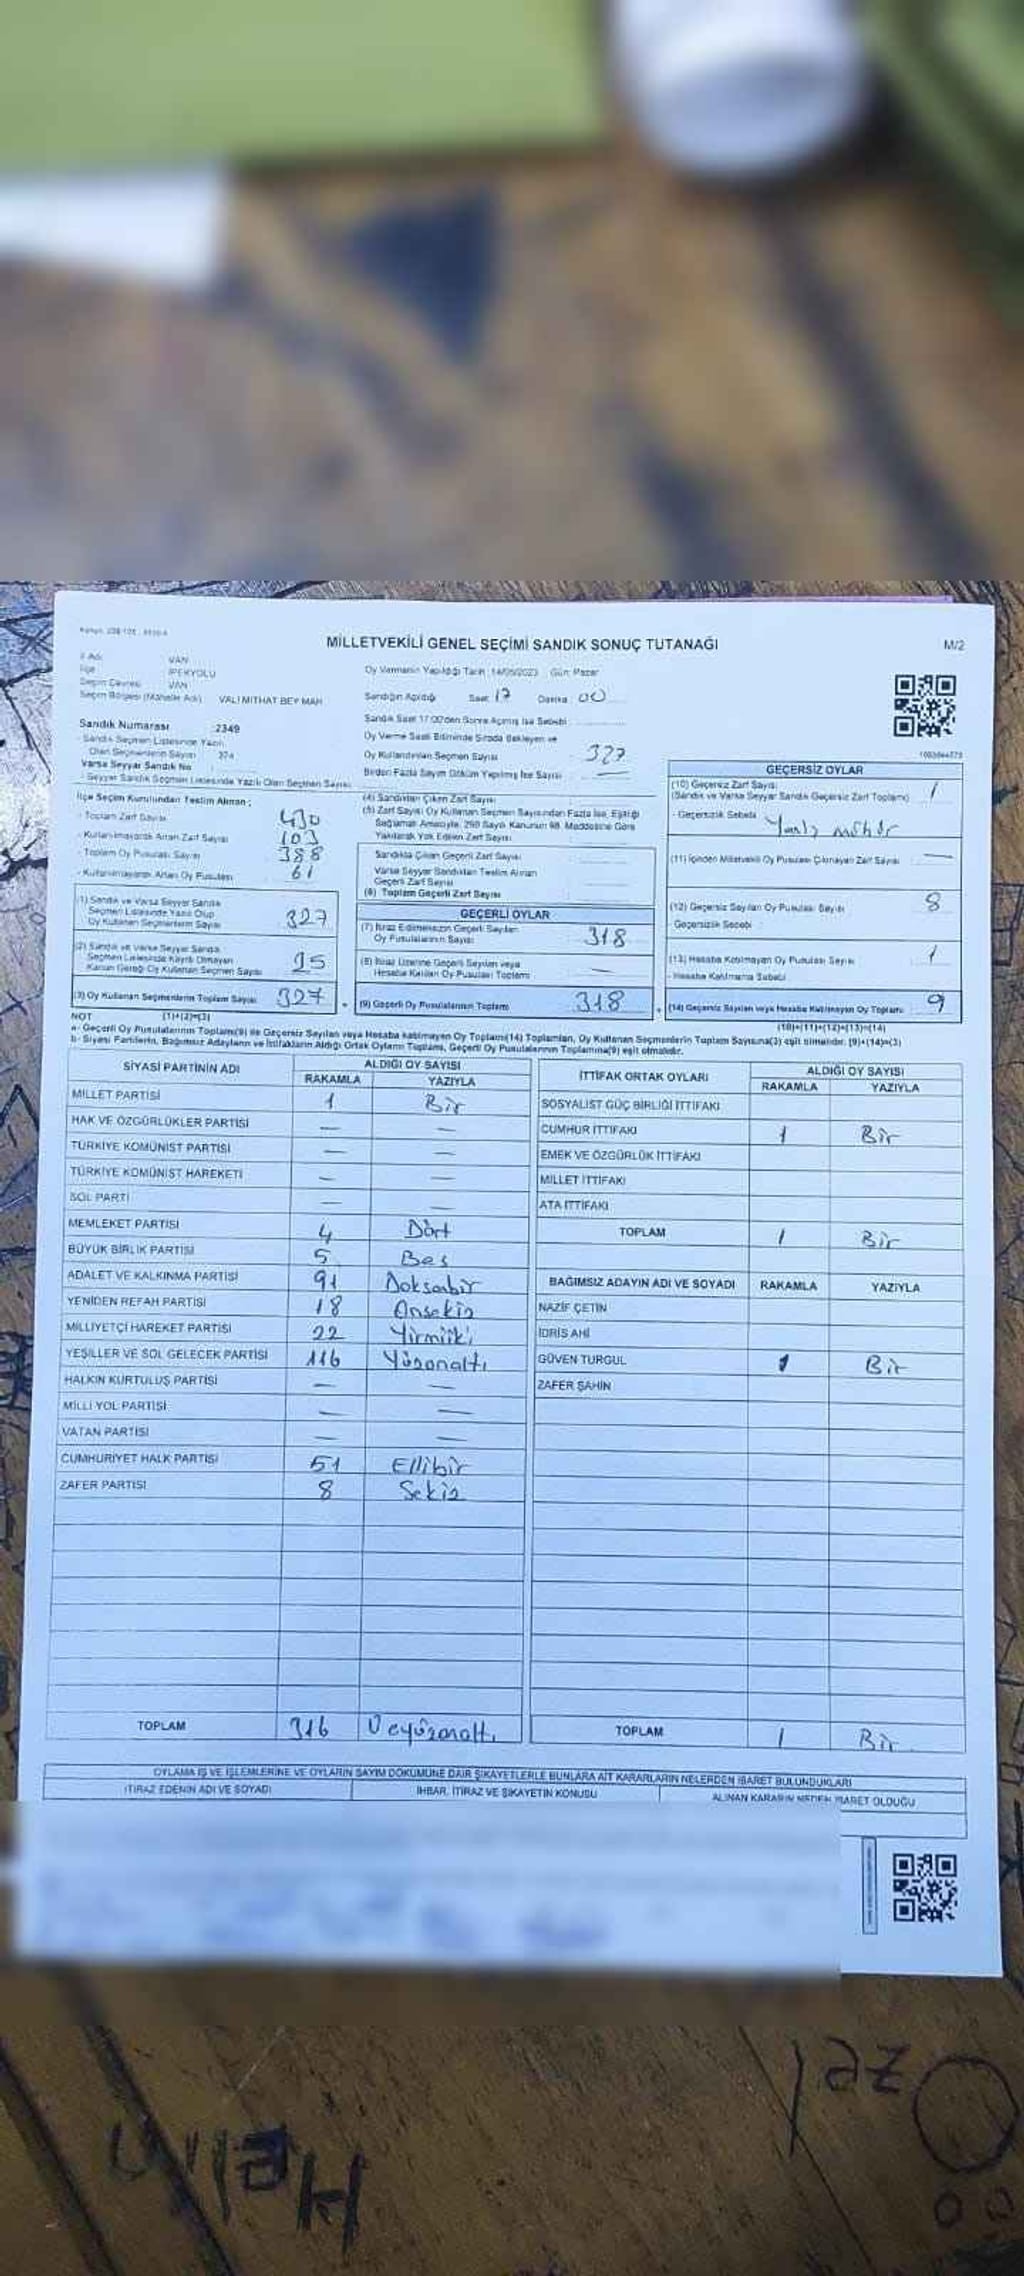 MİLLETVEKİLİ GENEL SEÇİMİ SANDIK SONUÇ TUTANAĞI
M/2
İl Adı VAN
İlçe İPEKYOLU
Seçim Çevresi VAN
Seçim Bölgesi (Mahalle Adı) VALİ MİTHAT BEY MAH
Oy Vermenin Yapıldığı Tarih 14/05/2023 Gün: Pazar
Sandığın Açıldığı Saat 17 Dakika 00
Sandık Saat 17:00'den Sonra Açılmış İse Sebebi
Oy Verme Saati Bitiminde Sırada Bekleyen ve
Oy Kullandırılan Seçmen Sayısı 327
Birden Fazla Sayım Döküm Yapılmış İse Sayısı —
Sandık Numarası : 2349
Sandık Seçmen Listesinde Yazılı
Olan Seçmenlerin Sayısı 374
Varsa Seyyar Sandık No
- Seyyar Sandık Seçmen Listesinde Yazılı Olan Seçmen Sayısı
İlçe Seçim Kurulundan Teslim Alınan ;
- Toplam Zarf Sayısı 430
- Kullanılmayarak Artan Zarf Sayısı 103
- Toplam Oy Pusulası Sayısı 388
- Kullanılmayarak Artan Oy Pusulası 61
(1) Sandık ve Varsa Seyyar Sandık
Seçmen Listesinde Yazılı Olup
Oy Kullanan Seçmenlerin Sayısı 327
(2) Sandık ve Varsa Seyyar Sandık
Seçmen Listesinde Kayıtlı Olmayan
Kanun Gereği Oy Kullanan Seçmen Sayısı 15
(3) Oy Kullanan Seçmenlerin Toplam Sayısı 327
(1)+(2)=(3)
(4) Sandıktan Çıkan Zarf Sayısı
(5) Zarf Sayısı Oy Kullanan Seçmen Sayısından Fazla İse, Eşitliği
Sağlamak Amacıyla, 298 Sayılı Kanunun 98. Maddesine Göre
Yakılarak Yok Edilen Zarf Sayısı
Sandıkta Çıkan Geçerli Zarf Sayısı
Varsa Seyyar Sandıktan Teslim Alınan
Geçerli Zarf Sayısı
(6) Toplam Geçerli Zarf Sayısı
GEÇERLİ OYLAR
(7) İtiraz Edilmeksizin Geçerli Sayılan
Oy Pusulalarının Sayısı 318
(8) İtiraz Üzerine Geçerli Sayılan veya
Hesaba Katılan Oy Pusulası Toplamı —
(9) Geçerli Oy Pusulalarının Toplamı 318
GEÇERSİZ OYLAR
(10) Geçersiz Zarf Sayısı 1
(Sandık ve Varsa Seyyar Sandık Geçersiz Zarf Toplamı)
- Geçersizlik Sebebi
(11) İçinden Milletvekili Oy Pusulası Çıkmayan Zarf Sayısı —
(12) Geçersiz Sayılan Oy Pusulası Sayısı 8
Geçersizlik Sebebi
(13) Hesaba Katılmayan Oy Pusulası Sayısı 1
- Hesaba Katılmama Sebebi
(14) Geçersiz Sayılan veya Hesaba Katılmayan Oy Toplamı 9
(10)+(11)+(12)+(13)=(14)
NOT
a- Geçerli Oy Pusulalarının Toplamı(9) ile Geçersiz Sayılan veya Hesaba katılmayan Oy Toplamı(14) Toplamları, Oy Kullanan Seçmenlerin Toplam Sayısına(3) eşit olmalıdır. (9)+(14)=(3)
b- Siyasi Partilerin, Bağımsız Adayların ve İttifakların Aldığı Ortak Oyların Toplamı, Geçerli Oy Pusulalarının Toplamına(9) eşit olmalıdır.
SİYASİ PARTİNİN ADI ALDIĞI OY SAYISI
RAKAMLA YAZIYLA
MİLLET PARTİSİ 1 Bir
HAK VE ÖZGÜRLÜKLER PARTİSİ — —
TÜRKİYE KOMÜNİST PARTİSİ — —
TÜRKİYE KOMÜNİST HAREKETİ — —
SOL PARTİ — —
MEMLEKET PARTİSİ 4 Dört
BÜYÜK BİRLİK PARTİSİ 5 Beş
ADALET VE KALKINMA PARTİSİ 91 Doksanbir
YENİDEN REFAH PARTİSİ 18 Onsekiz
MİLLİYETÇİ HAREKET PARTİSİ 22 Yirmiiki
YEŞİLLER VE SOL GELECEK PARTİSİ 116 Yüzonaltı
HALKIN KURTULUŞ PARTİSİ — —
MİLLİ YOL PARTİSİ — —
VATAN PARTİSİ — —
CUMHURİYET HALK PARTİSİ 51 Ellibir
ZAFER PARTİSİ 8 Sekiz
TOPLAM 316 Üçyüzonaltı
İTTİFAK ORTAK OYLARI ALDIĞI OY SAYISI
RAKAMLA YAZIYLA
SOSYALİST GÜÇ BİRLİĞİ İTTİFAKI
CUMHUR İTTİFAKI 1 Bir
EMEK VE ÖZGÜRLÜK İTTİFAKI
MİLLET İTTİFAKI
ATA İTTİFAKI
TOPLAM 1 Bir
BAĞIMSIZ ADAYIN ADI VE SOYADI RAKAMLA YAZIYLA
NAZİF ÇETİN
İDRİS AHİ
GÜVEN TURGUL 1 Bir
ZAFER ŞAHİN
TOPLAM 1 Bir
OYLAMA İŞ VE İŞLEMLERİNE VE OYLARIN SAYIM DÖKÜMÜNE DAİR ŞİKAYETLERLE BUNLARA AİT KARARLARIN NELERDEN İBARET BULUNDUKLARI
İTİRAZ EDENİN ADI VE SOYADI İHBAR, İTİRAZ VE ŞİKAYETİN KONUSU ALINAN KARARIN NEDEN İBARET OLDUĞU
Helin
Özel